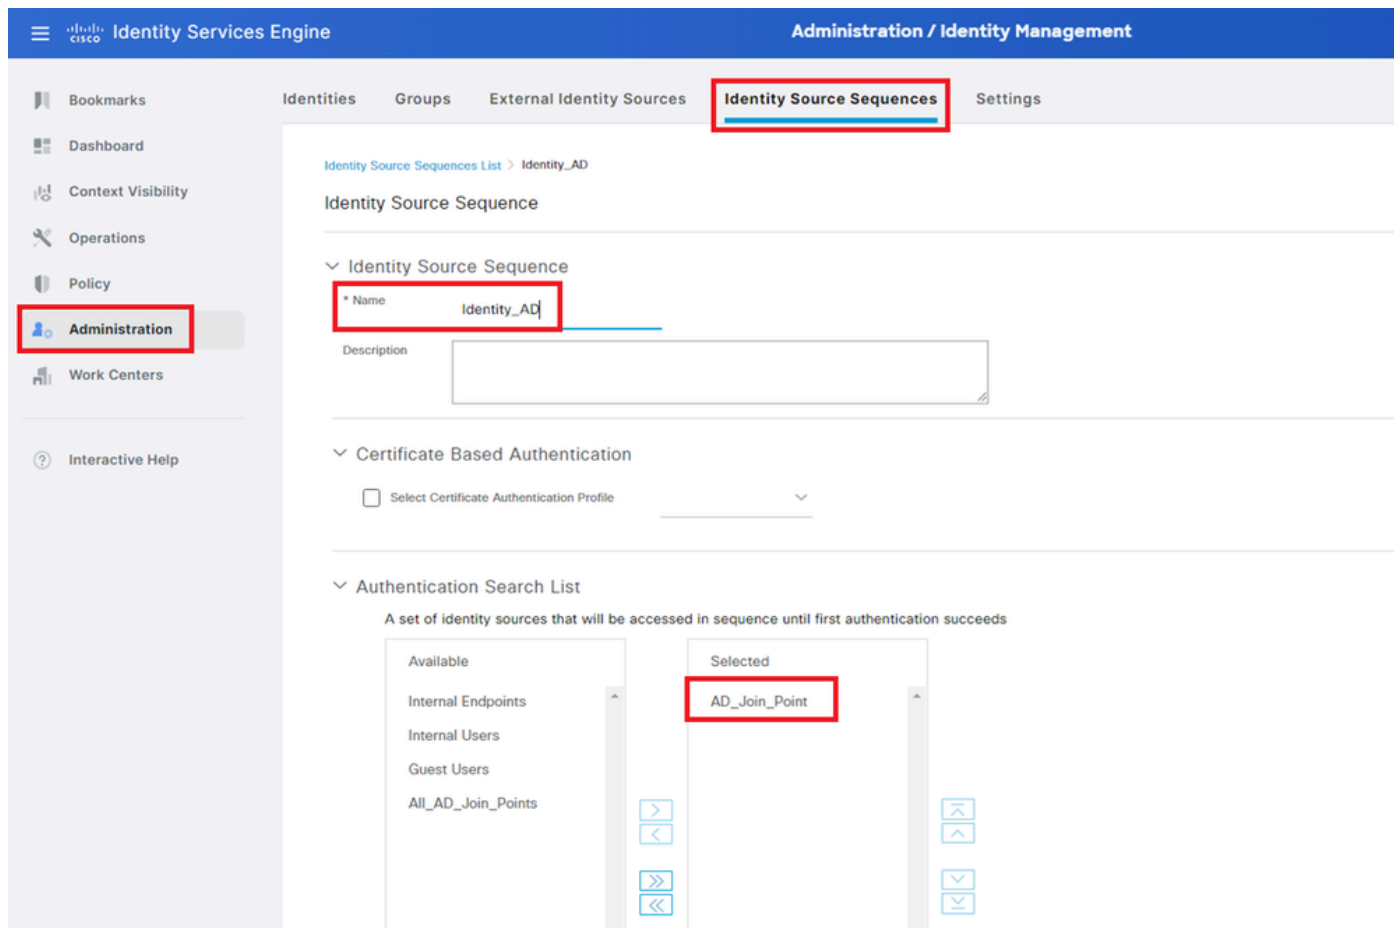 cisco Identity Services Engine
Administration / Identity Management
Bookmarks
Dashboard
Context Visibility
Operations
Policy
Administration
Work Centers
Interactive Help
Identities Groups External Identity Sources Identity Source Sequences Settings
Identity Source Sequences List > Identity_AD
Identity Source Sequence
Identity Source Sequence
* Name Identity_AD
Description
Certificate Based Authentication
Select Certificate Authentication Profile
Authentication Search List
A set of identity sources that will be accessed in sequence until first authentication succeeds
Available
Internal Endpoints
Internal Users
Guest Users
All_AD_Join_Points
Selected
AD_Join_Point